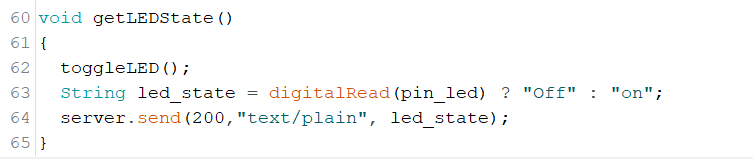 60 void getLEDState()
61 {
62   toggleLED();
63   String led_state = digitalRead(pin_led) ? "Off" : "on";
64   server.send(200,"text/plain", led_state);
65 }